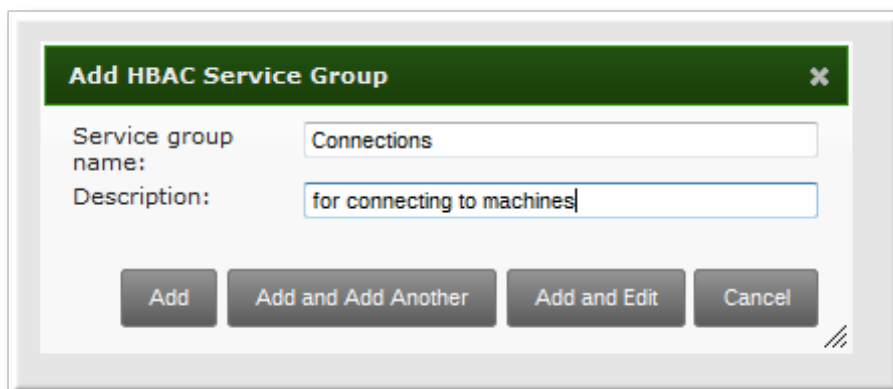 Add HBAC Service Group
Service group
name:
Connections
Description:
for connecting to machines
Add
Add and Add Another
Add and Edit
Cancel